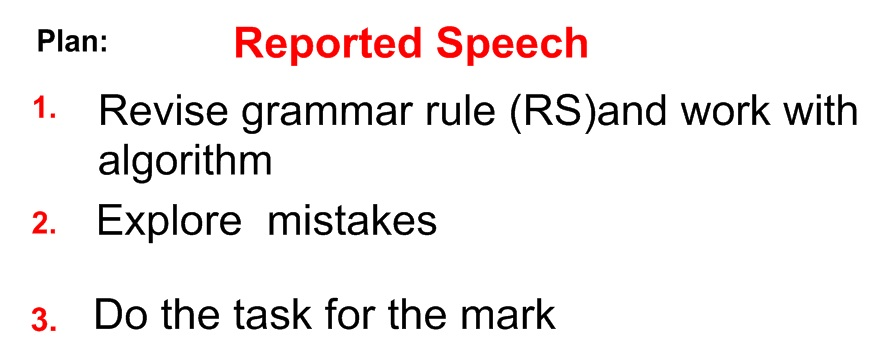 Plan: Reported Speech
1. Revise grammar rule (RS)and work with
algorithm
2. Explore mistakes
3. Do the task for the mark